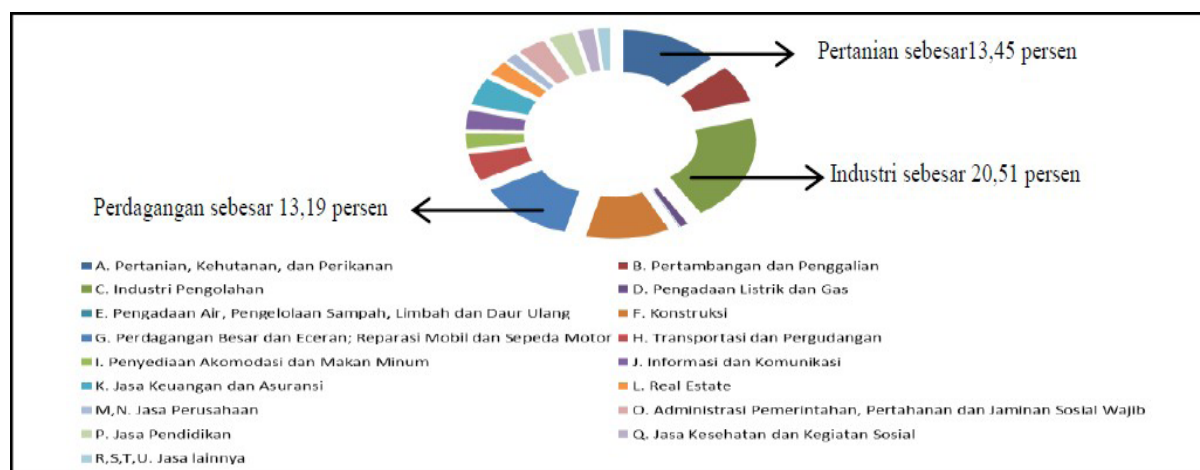 Pertanian sebesar13,45 persen
Industri sebesar 20,51 persen
Perdagangan sebesar 13,19 persen
A. Pertanian, Kehutanan, dan Perikanan
B. Pertambangan dan Penggalian
C. Industri Pengolahan
D. Pengadaan Listrik dan Gas
E. Pengadaan Air, Pengelolaan Sampah, Limbah dan Daur Ulang
F. Konstruksi
G. Perdagangan Besar dan Eceran; Reparasi Mobil dan Sepeda Motor
H. Transportasi dan Pergudangan
I. Penyediaan Akomodasi dan Makan Minum
J. Informasi dan Komunikasi
K. Jasa Keuangan dan Asuransi
L. Real Estate
M,N. Jasa Perusahaan
O. Administrasi Pemerintahan, Pertahanan dan Jaminan Sosial Wajib
P. Jasa Pendidikan
Q. Jasa Kesehatan dan Kegiatan Sosial
R,S,T,U. Jasa lainnya